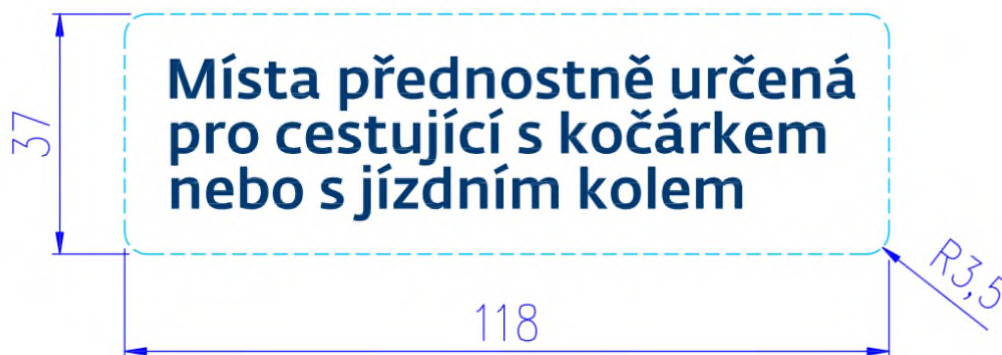 Místa přednostně určená
pro cestující s kočárkem
nebo s jízdním kolem
37
118
R3,5